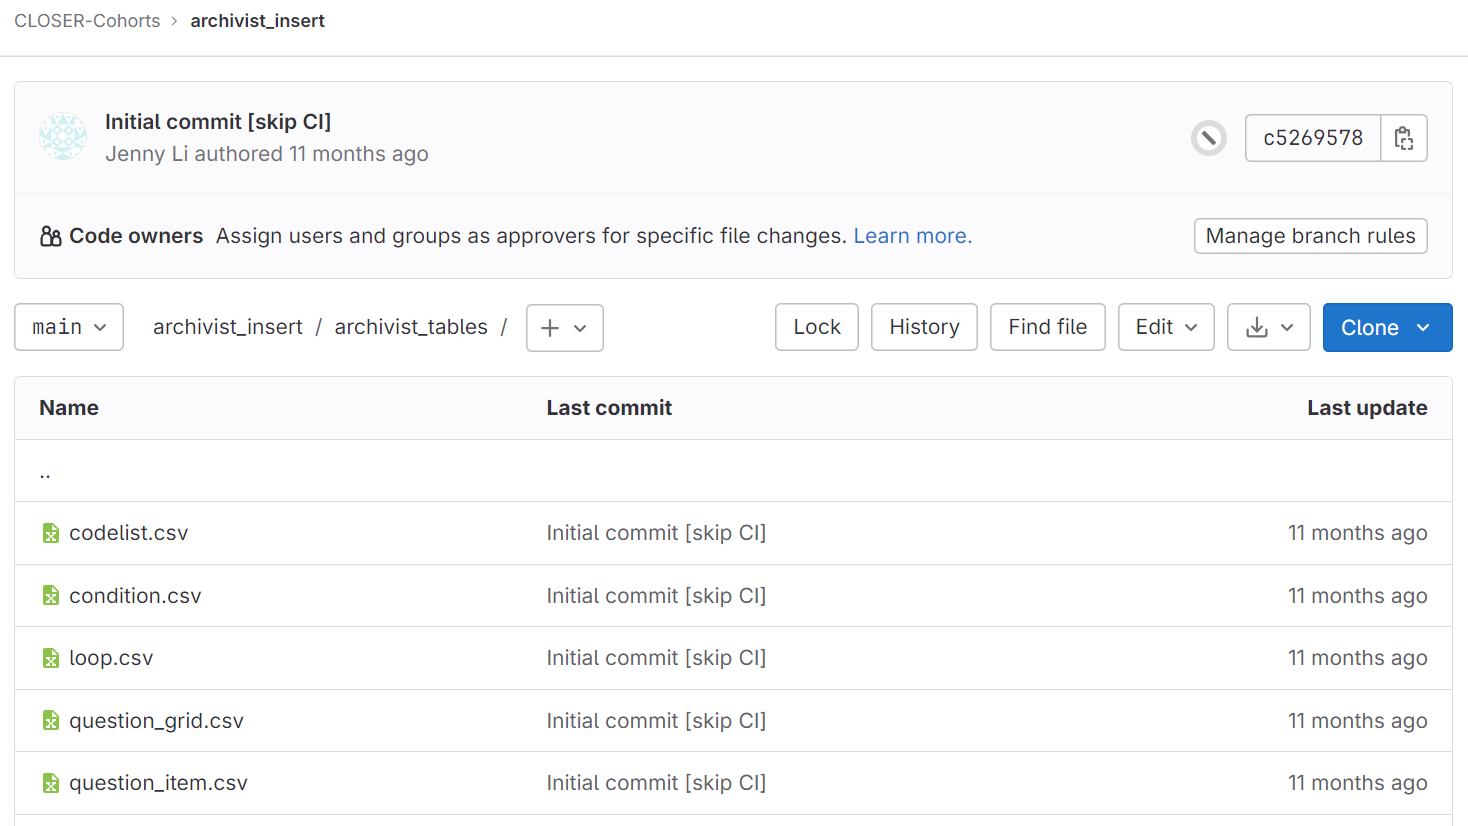 CLOSER-Cohorts > archivist_insert
Initial commit [skip CI]
Jenny Li authored 11 months ago
c5269578
Code owners Assign users and groups as approvers for specific file changes. Learn more.
Manage branch rules
main archivist_insert / archivist_tables / + Lock History Find file Edit Clone
Name Last commit Last update
..
codelist.csv Initial commit [skip CI] 11 months ago
condition.csv Initial commit [skip CI] 11 months ago
loop.csv Initial commit [skip CI] 11 months ago
question_grid.csv Initial commit [skip CI] 11 months ago
question_item.csv Initial commit [skip CI] 11 months ago